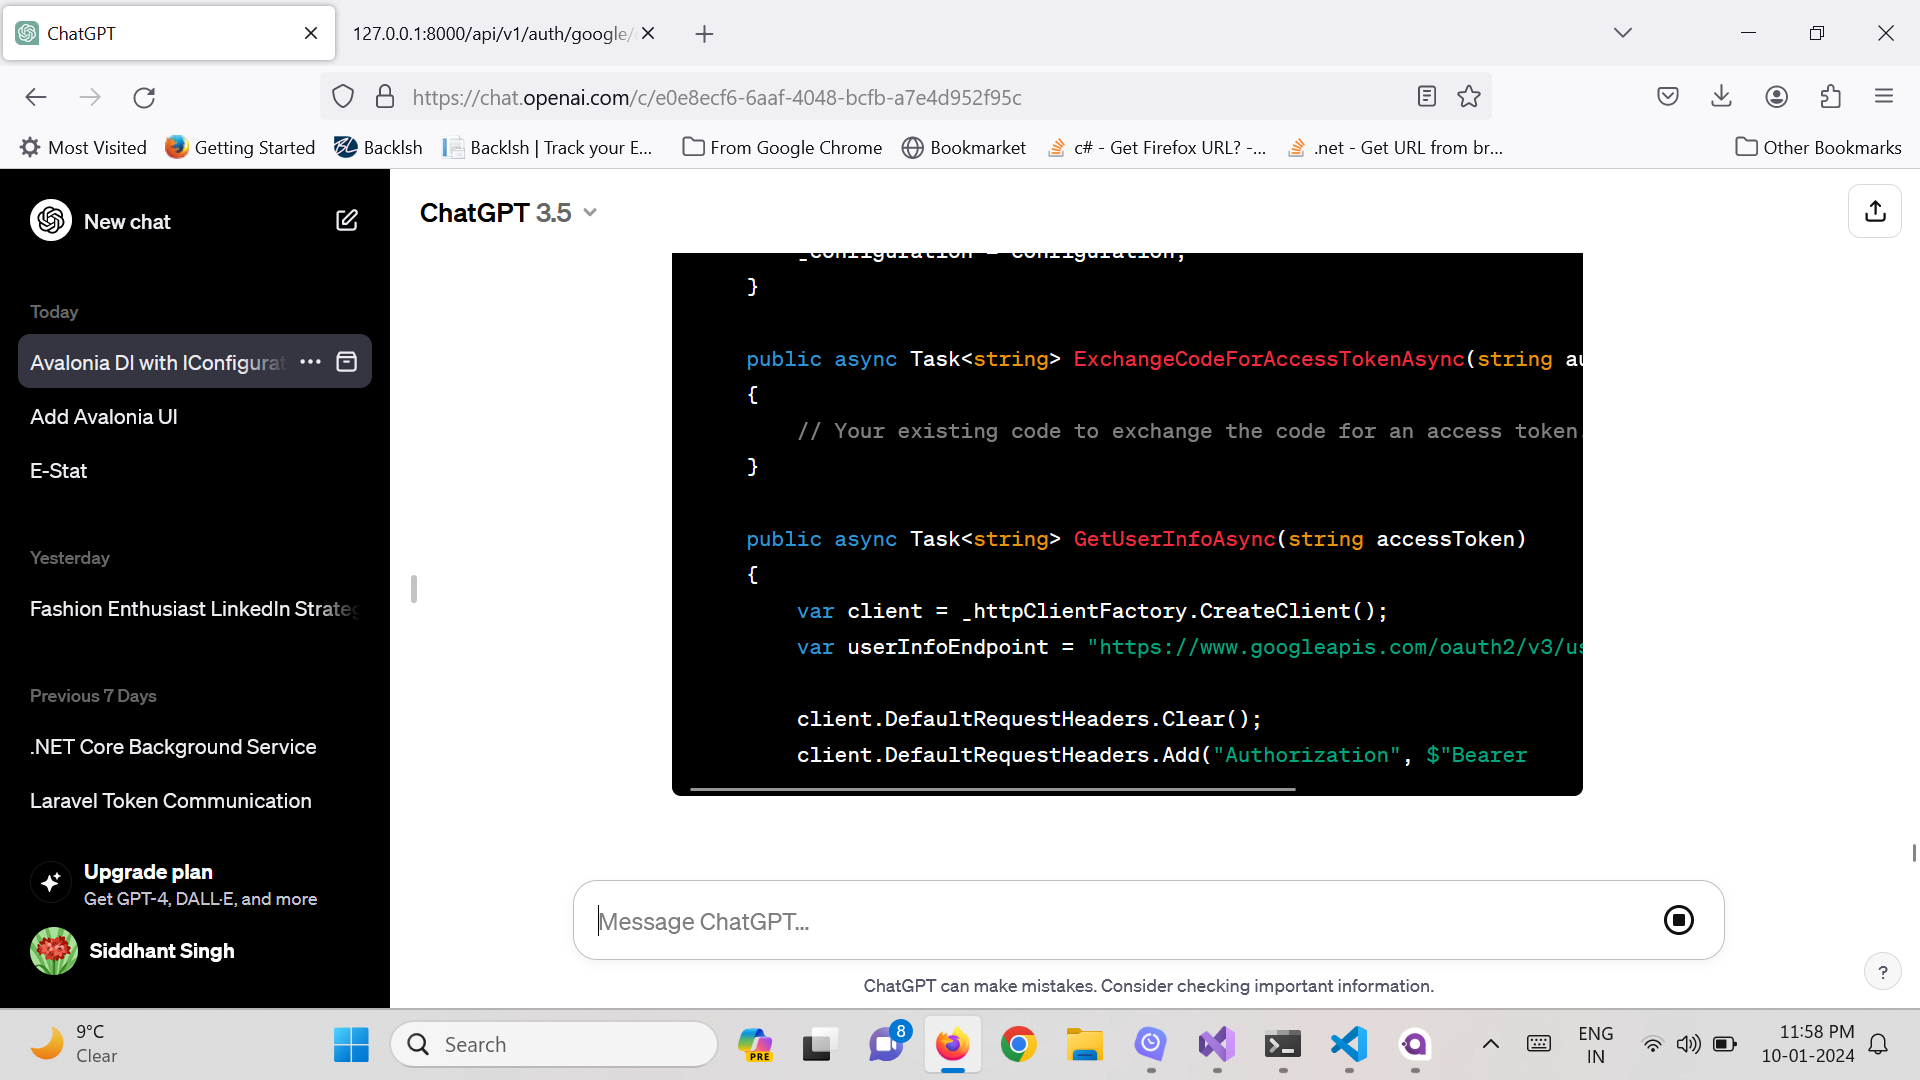 ChatGPT
127.0.0.1:8000/api/v1/auth/google/
https://chat.openai.com/c/e0e8ecf6-6aaf-4048-bcfb-a7e4d952f95c
Most Visited
Getting Started
Backlsh
Backlsh | Track your E...
From Google Chrome
Bookmarket
c# - Get Firefox URL? -...
.net - Get URL from br...
Other Bookmarks
New chat
Today
Avalonia DI with IConfigurat
Add Avalonia UI
E-Stat
Yesterday
Fashion Enthusiast LinkedIn Strateg
Previous 7 Days
.NET Core Background Service
Laravel Token Communication
Upgrade plan
Get GPT-4, DALL·E, and more
Siddhant Singh
ChatGPT 3.5
_configuration = configuration;
}
public async Task<string> ExchangeCodeForAccessTokenAsync(string au
{
// Your existing code to exchange the code for an access token.
}
public async Task<string> GetUserInfoAsync(string accessToken)
{
var client = _httpClientFactory.CreateClient();
var userInfoEndpoint = "https://www.googleapis.com/oauth2/v3/us
client.DefaultRequestHeaders.Clear();
client.DefaultRequestHeaders.Add("Authorization", $"Bearer
Message ChatGPT...
ChatGPT can make mistakes. Consider checking important information.
?
9°C
Clear
Search
PRE
8
ENG
IN
11:58 PM
10-01-2024